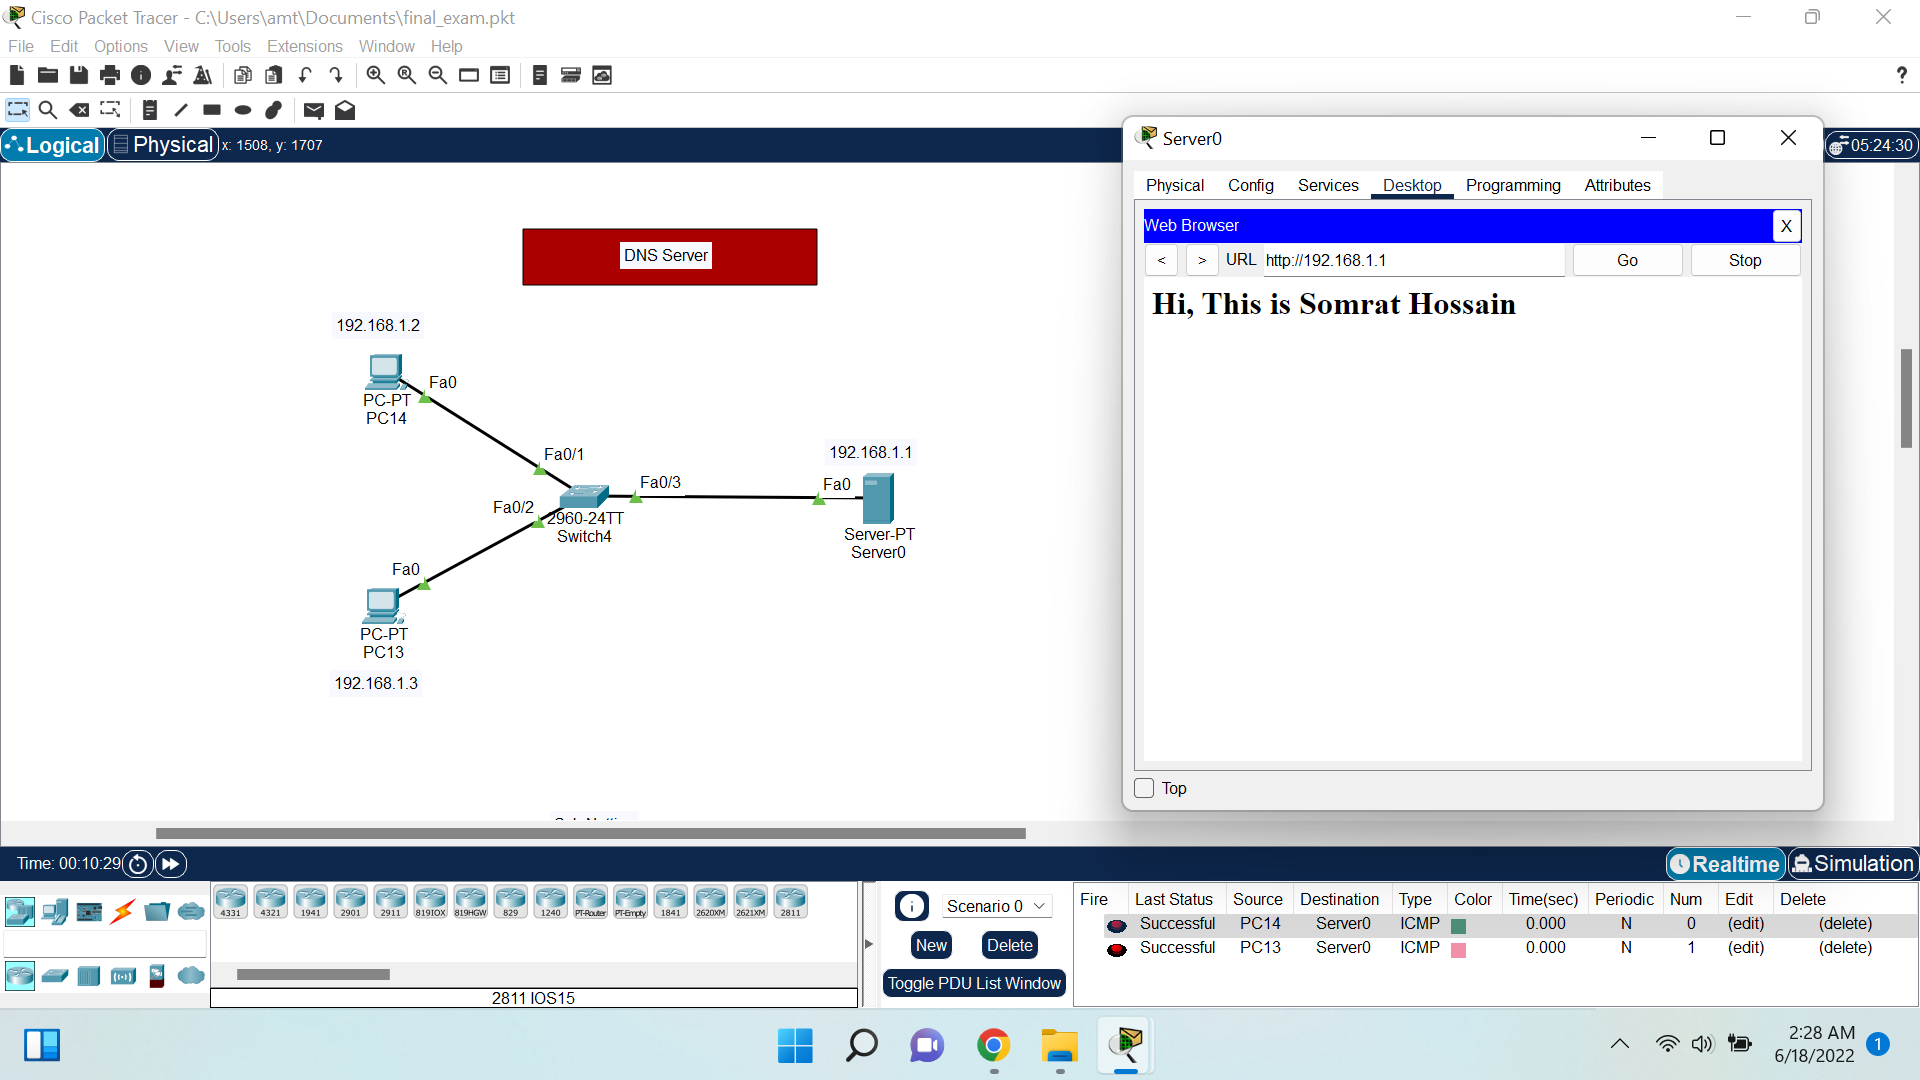 Cisco Packet Tracer - C:\Users\amt\Documents\final_exam.pkt
File Edit Options View Tools Extensions Window Help
?
Logical Physical x: 1508, y: 1707
05:24:30
DNS Server
192.168.1.2
Fa0
PC-PT
PC14
Fa0/1
192.168.1.1
Fa0/3
Fa0
Fa0/2
2960-24TT
Switch4
Server-PT
Server0
Fa0
PC-PT
PC13
192.168.1.3
Server0
Physical Config Services Desktop Programming Attributes
Web Browser X
< > URL http://192.168.1.1 Go Stop
Hi, This is Somrat Hossain
Top
Time: 00:10:29
Realtime Simulation
4331 4321 1941 2901 2911 819IOX 819HGW 829 1240 PT-Router PT-Empty 1841 2620XM 2621XM 2811
2811 IOS15
Scenario 0
New Delete
Toggle PDU List Window
Fire Last Status Source Destination Type Color Time(sec) Periodic Num Edit Delete
Successful PC14 Server0 ICMP 0.000 N 0 (edit) (delete)
Successful PC13 Server0 ICMP 0.000 N 1 (edit) (delete)
2:28 AM
6/18/2022
1